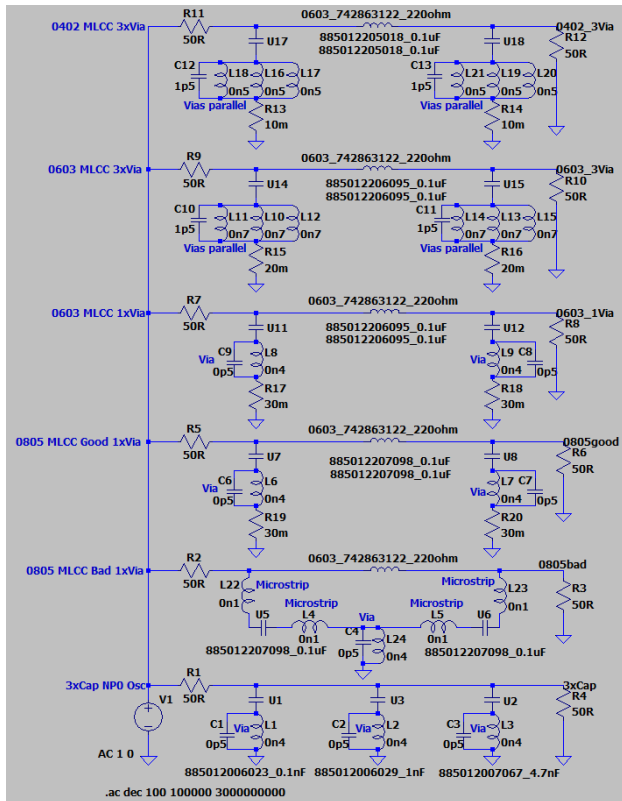 0603_742863122_220ohm
R11
0402 MLCC 3xVia
0402_3Via
50R
U17
885012205018_0.1uF
885012205018_0.1uF
U18
R12
50R
C12
L18 L16 L17
1p5
0n5 0n5 0n5
Vias parallel
R13
10m
C13
L21 L19 L20
1p5
0n5 0n5 0n5
Vias parallel
R14
10m
0603_742863122_220ohm
R9
0603 MLCC 3xVia
0603_3Via
50R
U14
885012206095_0.1uF
885012206095_0.1uF
U15
R10
50R
C10
L11 L10 L12
1p5
0n7 0n7 0n7
Vias parallel
R15
20m
C11
L14 L13 L15
1p5
0n7 0n7 0n7
Vias parallel
R16
20m
0603_742863122_220ohm
R7
0603 MLCC 1xVia
0603_1Via
50R
U11
885012206095_0.1uF
885012206095_0.1uF
U12
R8
50R
C9
L8
Via
0n4
0p5
R17
30m
L9 C8
Via
0n4
0p5
R18
30m
0603_742863122_220ohm
R5
0805 MLCC Good 1xVia
0805good
50R
U7
885012207098_0.1uF
885012207098_0.1uF
U8
R6
50R
C6
L6
Via
0n4
0p5
R19
30m
L7 C7
Via
0n4
0p5
R20
30m
0603_742863122_220ohm
R2
0805 MLCC Bad 1xVia
0805bad
50R
L22
Microstrip
0n1
Microstrip
L23
0n1
R3
50R
U5
Microstrip
L4
0n1
Via
Microstrip
L5
0n1
U6
885012207098_0.1uF
C4
L24
0p5
0n4
885012207098_0.1uF
R1
3xCap NP0 Osc
3xCap
50R
V1
AC 1 0
U1
U3
U2
R4
50R
C1
Via
L1
0p5
0n4
C2
Via
L2
0p5
0n4
C3
Via
L3
0p5
0n4
885012006023_0.1nF
885012006029_1nF
885012007067_4.7nF
.ac dec 100 100000 3000000000